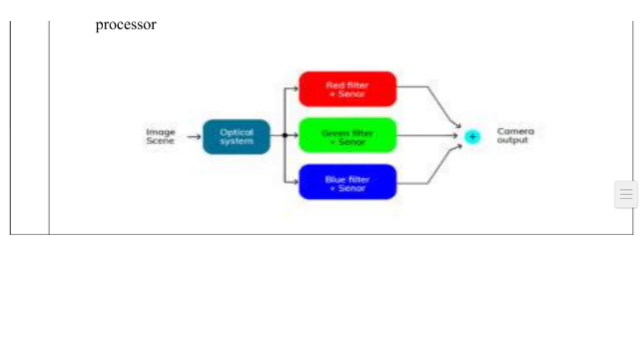 processor
Red filter
+ Senor
Image
Scene
Optical
system
Green filter
+ Senor
+
Camera
output
Blue filter
+ Senor